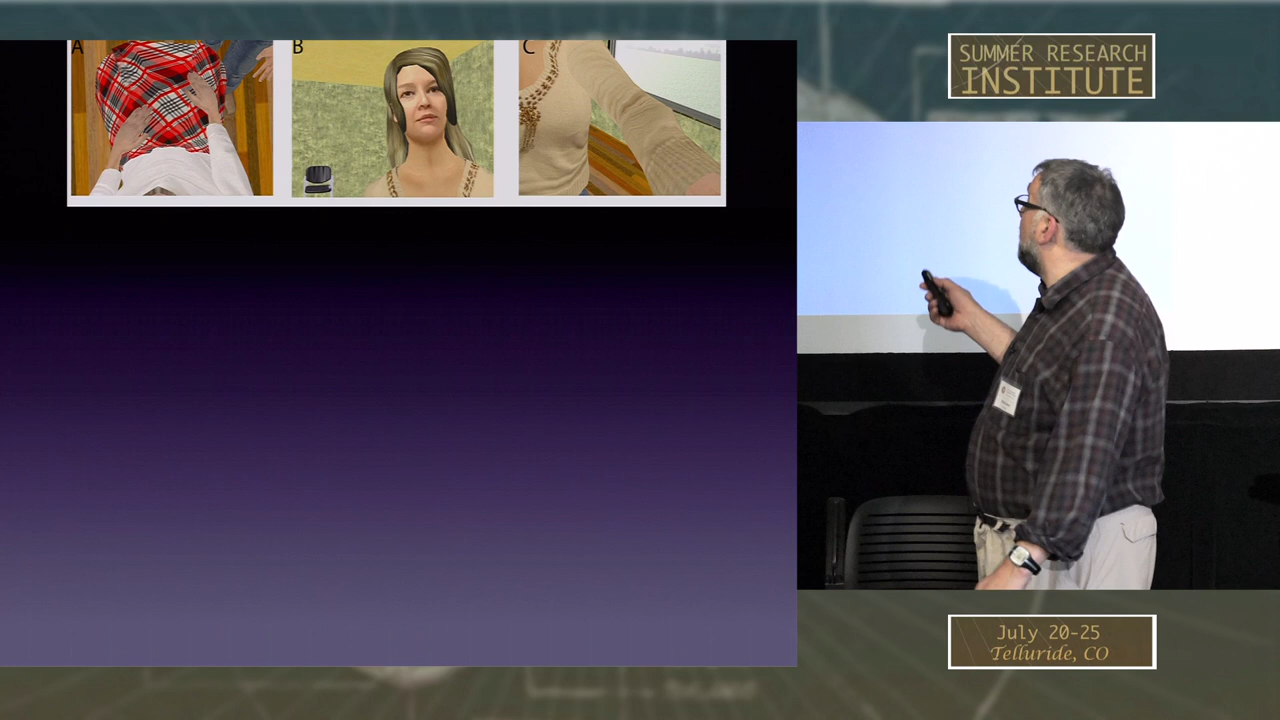 A
B
C
SUMMER RESEARCH
INSTITUTE
July 20-25
Telluride, CO